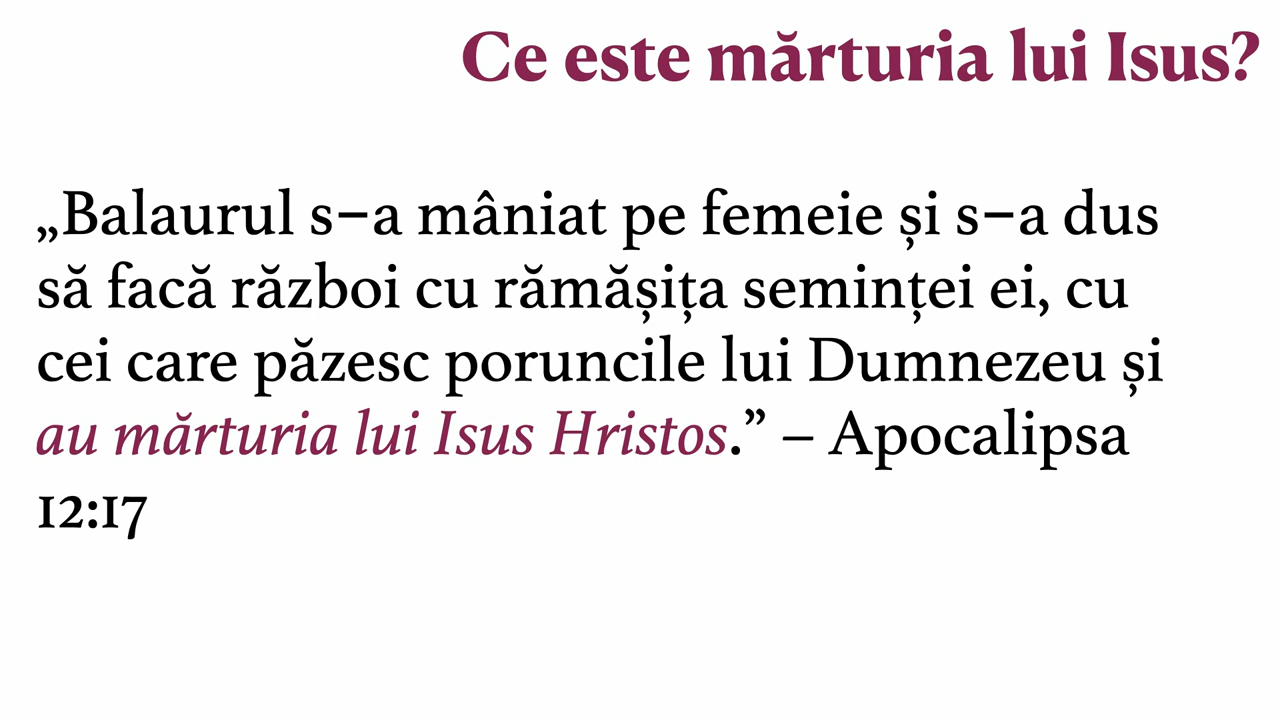 Ce este mărturia lui Isus?
„Balaurul s–a mâniat pe femeie și s–a dus
să facă război cu rămășița seminței ei, cu
cei care păzesc poruncile lui Dumnezeu și
au mărturia lui Isus Hristos.” – Apocalipsa
12:17